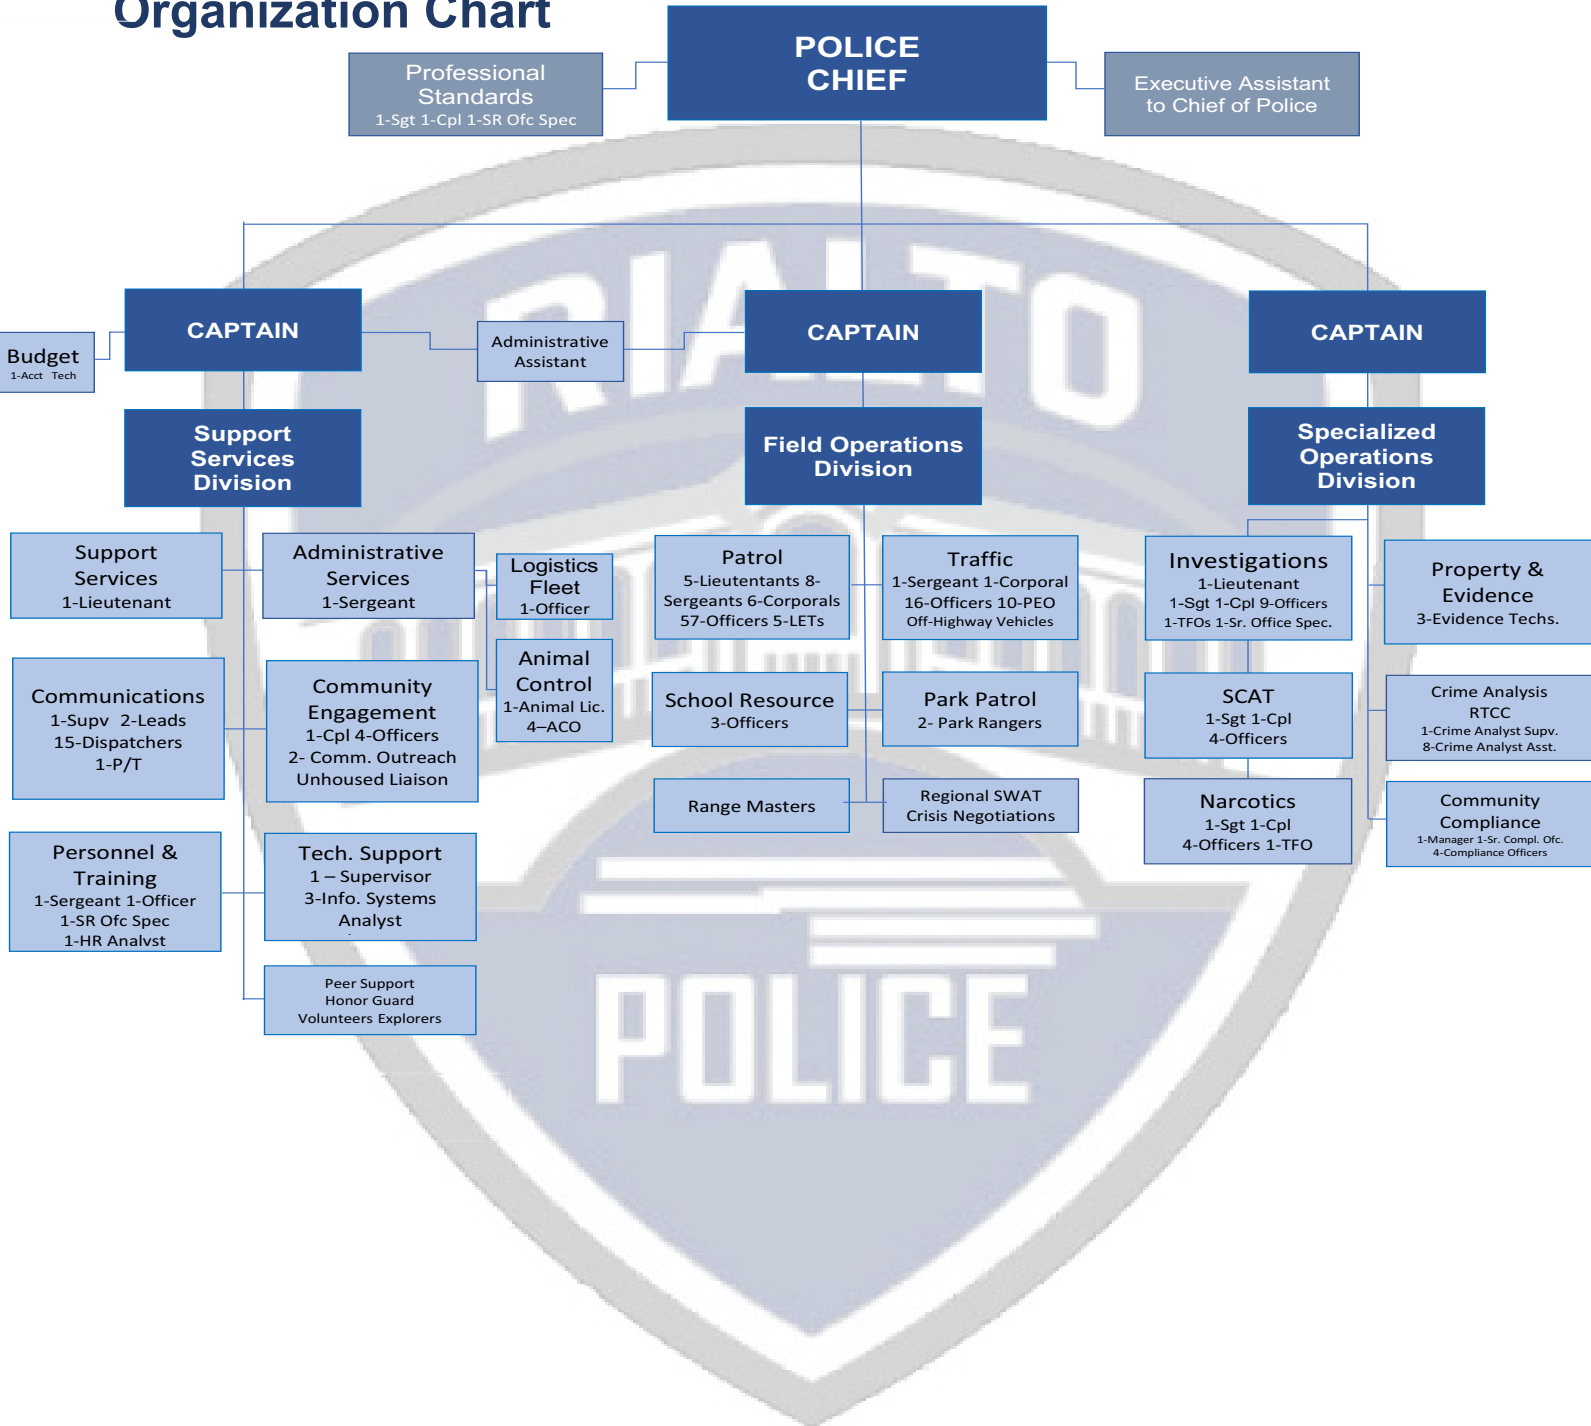 Organization Chart
POLICE
CHIEF
Professional
Standards
1-Sgt 1-Cpl 1-SR Ofc Spec
Executive Assistant
to Chief of Police
RIALTO
POLICE
CAPTAIN
Budget
1-Acct Tech
Administrative
Assistant
CAPTAIN
CAPTAIN
Support
Services
Division
Field Operations
Division
Specialized
Operations
Division
Support
Services
1-Lieutenant
Administrative
Services
1-Sergeant
Logistics
Fleet
1-Officer
Animal
Control
1-Animal Lic.
4–ACO
Communications
1-Supv 2-Leads
15-Dispatchers
1-P/T
Community
Engagement
1-Cpl 4-Officers
2- Comm. Outreach
Unhoused Liaison
Personnel &
Training
1-Sergeant 1-Officer
1-SR Ofc Spec
1-HR Analyst
Tech. Support
1 – Supervisor
3-Info. Systems
Analyst
Peer Support
Honor Guard
Volunteers Explorers
Patrol
5-Lieutentants 8-
Sergeants 6-Corporals
57-Officers 5-LETs
Traffic
1-Sergeant 1-Corporal
16-Officers 10-PEO
Off-Highway Vehicles
School Resource
3-Officers
Park Patrol
2- Park Rangers
Range Masters
Regional SWAT
Crisis Negotiations
Investigations
1-Lieutenant
1-Sgt 1-Cpl 9-Officers
1-TFOs 1-Sr. Office Spec.
Property &
Evidence
3-Evidence Techs.
SCAT
1-Sgt 1-Cpl
4-Officers
Crime Analysis
RTCC
1-Crime Analyst Supv.
8-Crime Analyst Asst.
Narcotics
1-Sgt 1-Cpl
4-Officers 1-TFO
Community
Compliance
1-Manager 1-Sr. Compl. Ofc.
4-Compliance Officers